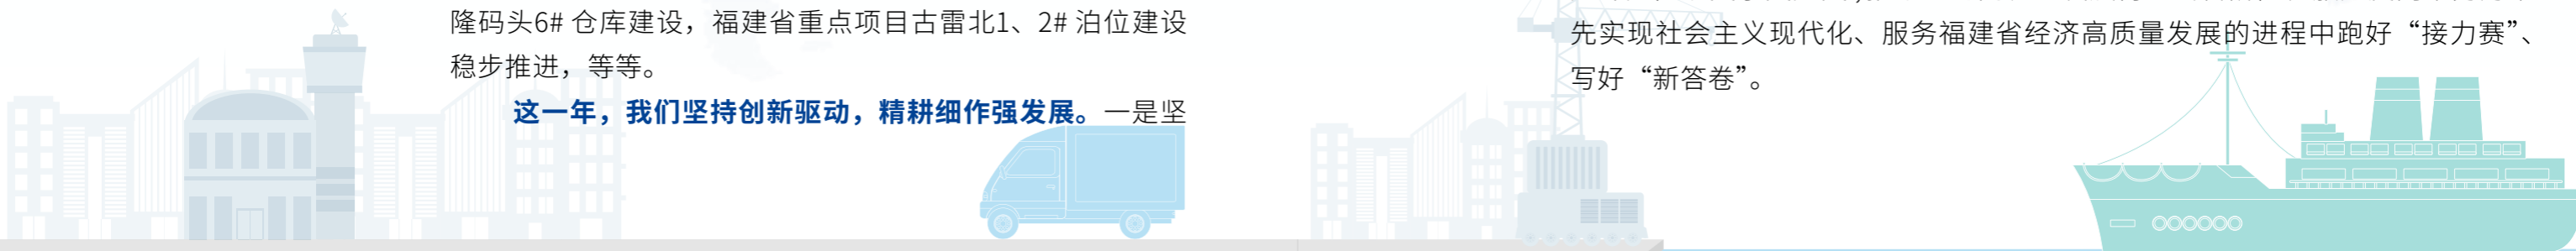 隆码头6# 仓库建设，福建省重点项目古雷北1、2# 泊位建设
稳步推进，等等。
这一年，我们坚持创新驱动，精耕细作强发展。一是坚
先实现社会主义现代化、服务福建省经济高质量发展的进程中跑好“接力赛”、
写好“新答卷”。